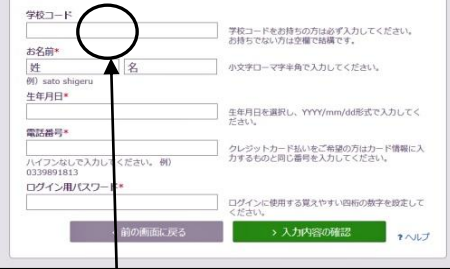 学校コード
学校コードをお持ちの方は必ず入力してください。
お持ちでない方は空欄で結構です。
お名前*
姓 名
小文字ローマ字半角で入力してください。
例）sato shigeru
生年月日*
生年月日を選択し、YYYY/mm/dd形式で入力してく
ださい。
電話番号*
クレジットカード払いをご希望の方はカード情報に入
力するものと同じ番号を入力してください。
ハイフンなしで入力してください。 例）
0339891813
ログイン用パスワード*
ログインに使用する覚えやすい四桁の数字を設定して
ください。
前の画面に戻る
> 入力内容の確認
? ヘルプ